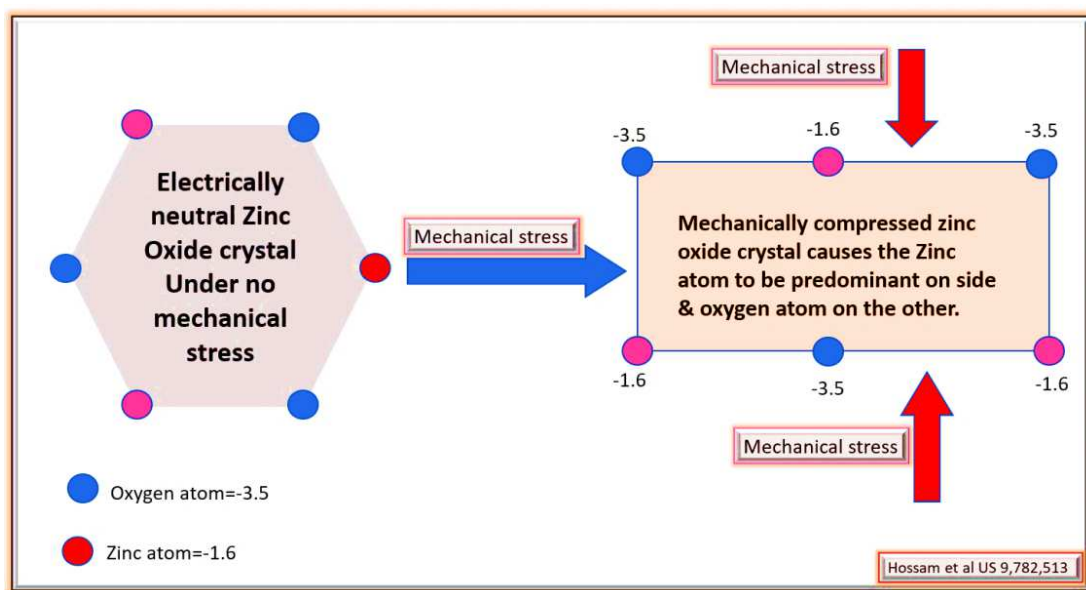 Electrically
neutral Zinc
Oxide crystal
Under no
mechanical
stress
Oxygen atom=-3.5
Zinc atom=-1.6
Mechanical stress
Mechanical stress
-3.5
-1.6
-3.5
Mechanically compressed zinc
oxide crystal causes the Zinc
atom to be predominant on side
& oxygen atom on the other.
-1.6
-3.5
-1.6
Mechanical stress
Hossam et al US 9,782,513